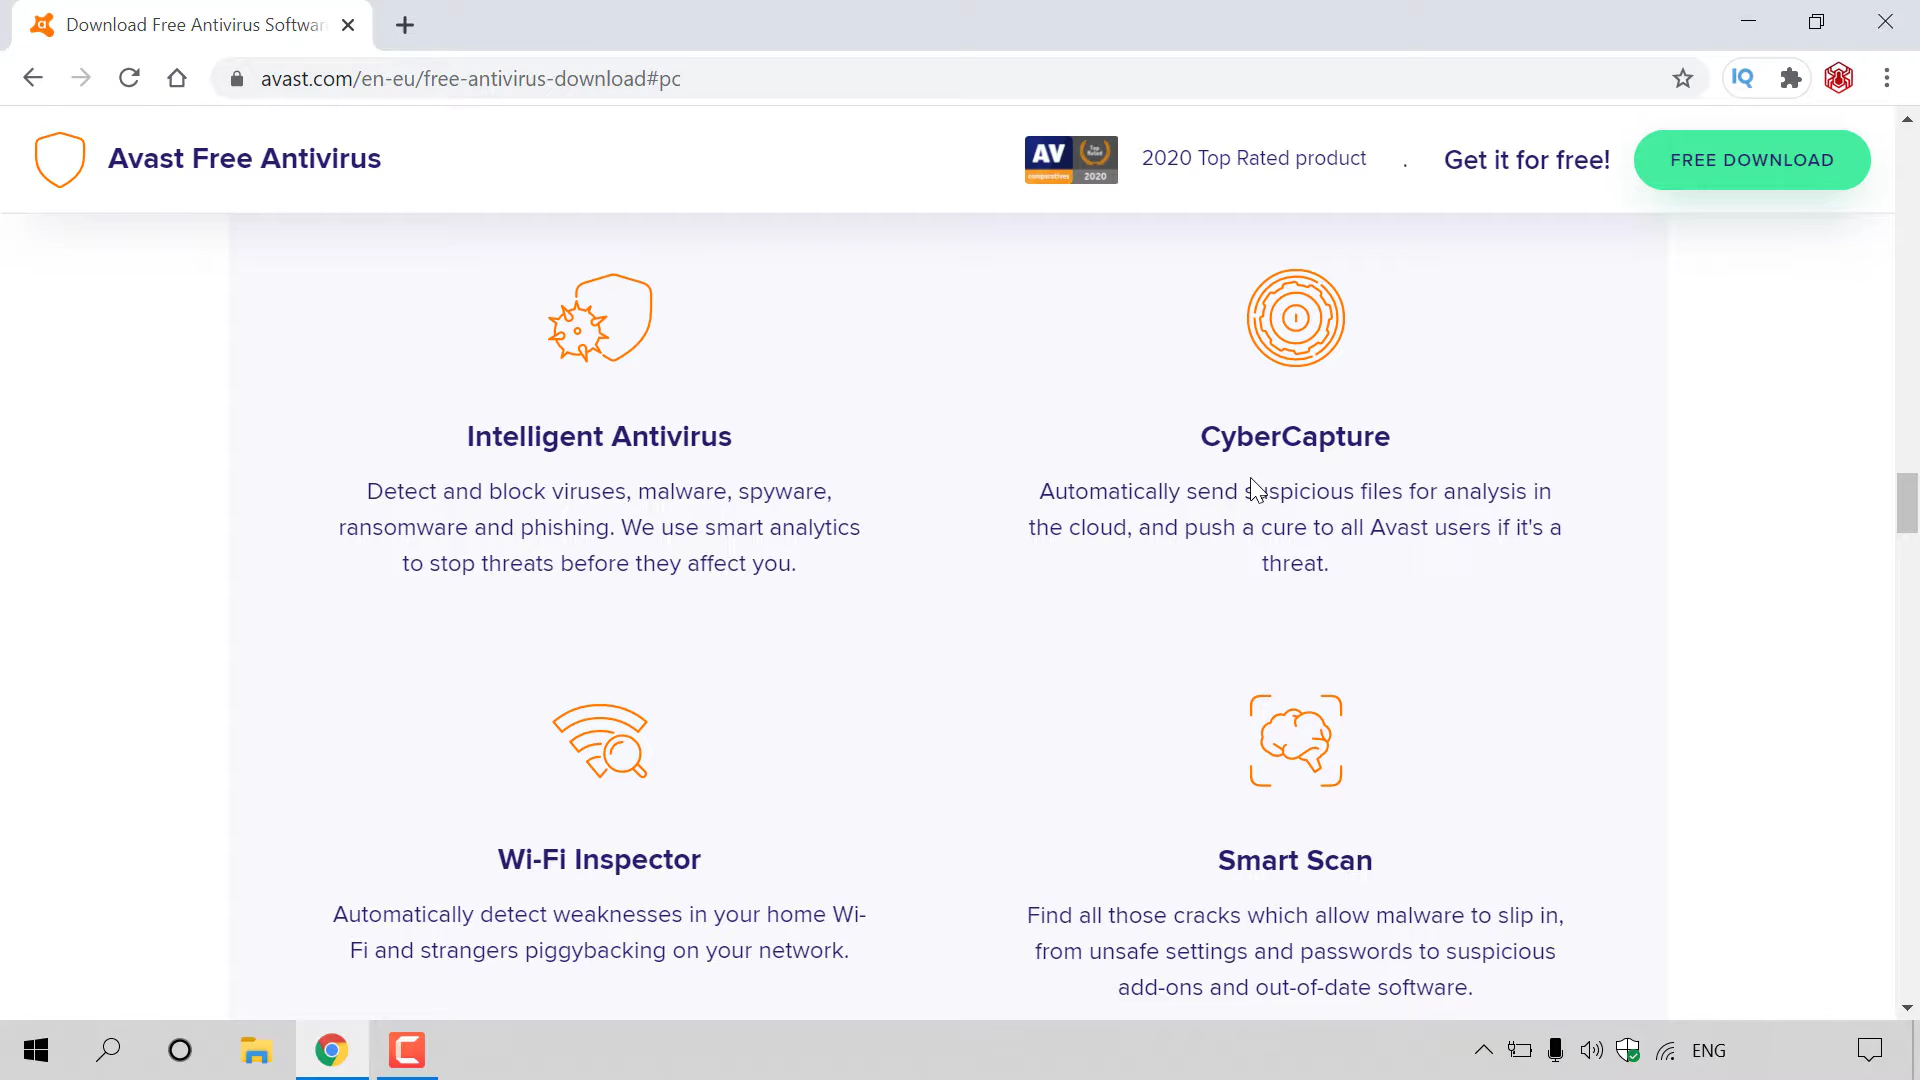 Download Free Antivirus Softwar
avast.com/en-eu/free-antivirus-download#pc
IQ
Avast Free Antivirus
AV
comparatives
Top
Rated
2020
2020 Top Rated product
.
Get it for free!
FREE DOWNLOAD
Intelligent Antivirus
Detect and block viruses, malware, spyware,
ransomware and phishing. We use smart analytics
to stop threats before they affect you.
CyberCapture
Automatically send suspicious files for analysis in
the cloud, and push a cure to all Avast users if it's a
threat.
Wi-Fi Inspector
Automatically detect weaknesses in your home Wi-
Fi and strangers piggybacking on your network.
Smart Scan
Find all those cracks which allow malware to slip in,
from unsafe settings and passwords to suspicious
add-ons and out-of-date software.
ENG